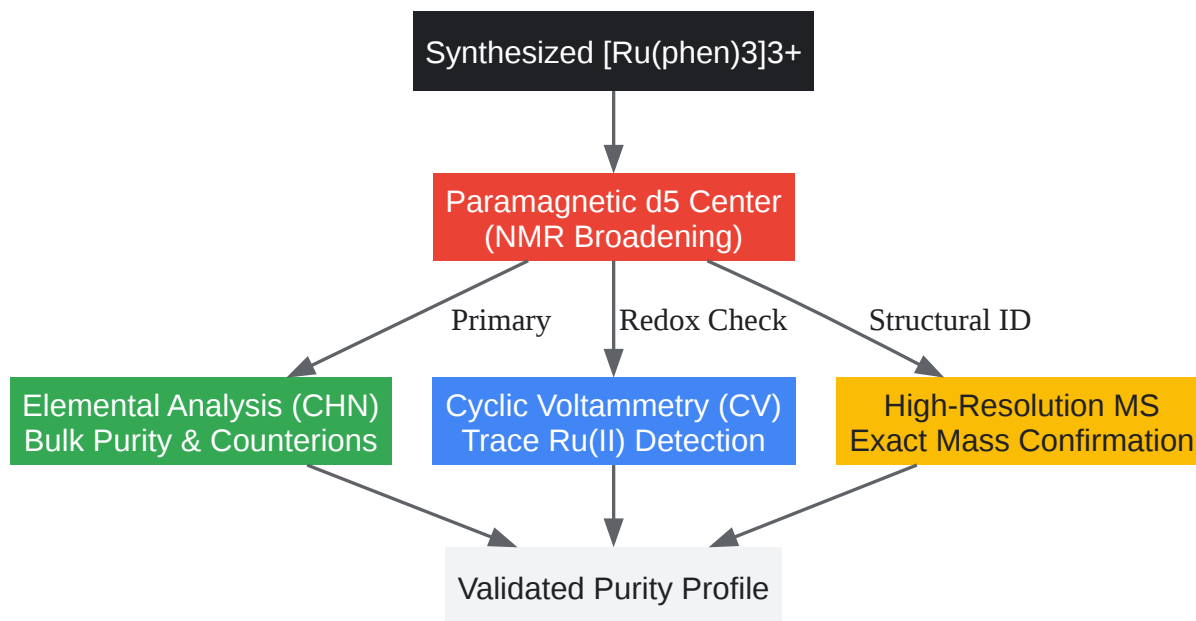 Synthesized [Ru(phen)3]3+
Paramagnetic d5 Center
(NMR Broadening)
Primary
Redox Check
Structural ID
Elemental Analysis (CHN)
Bulk Purity & Counterions
Cyclic Voltammetry (CV)
Trace Ru(II) Detection
High-Resolution MS
Exact Mass Confirmation
Validated Purity Profile